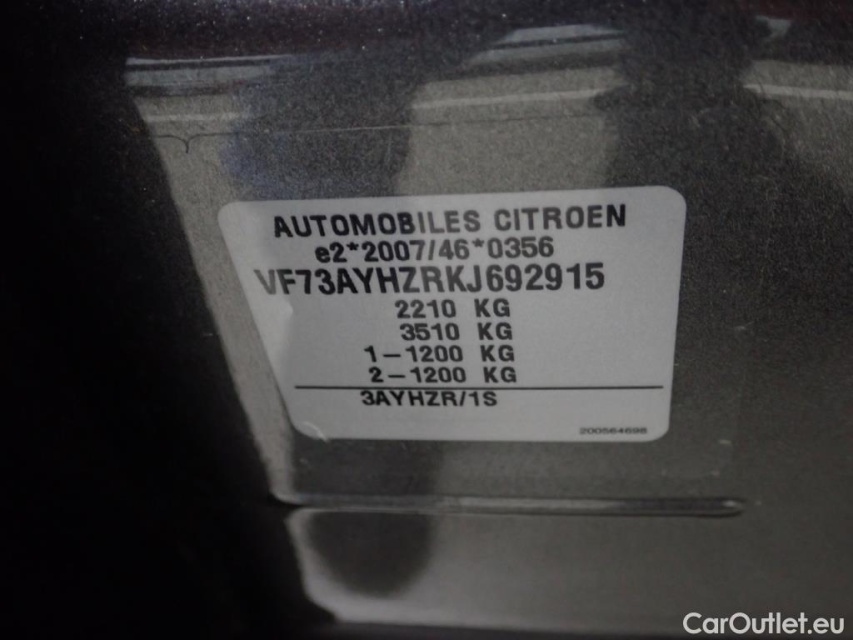 AUTOMOBILES CITROEN
e2*2007/46*0356
VF73AYHZRKJ692915
2210 KG
3510 KG
1-1200 KG
2-1200 KG
3AYHZR/1S
200564698
CarOutlet.eu